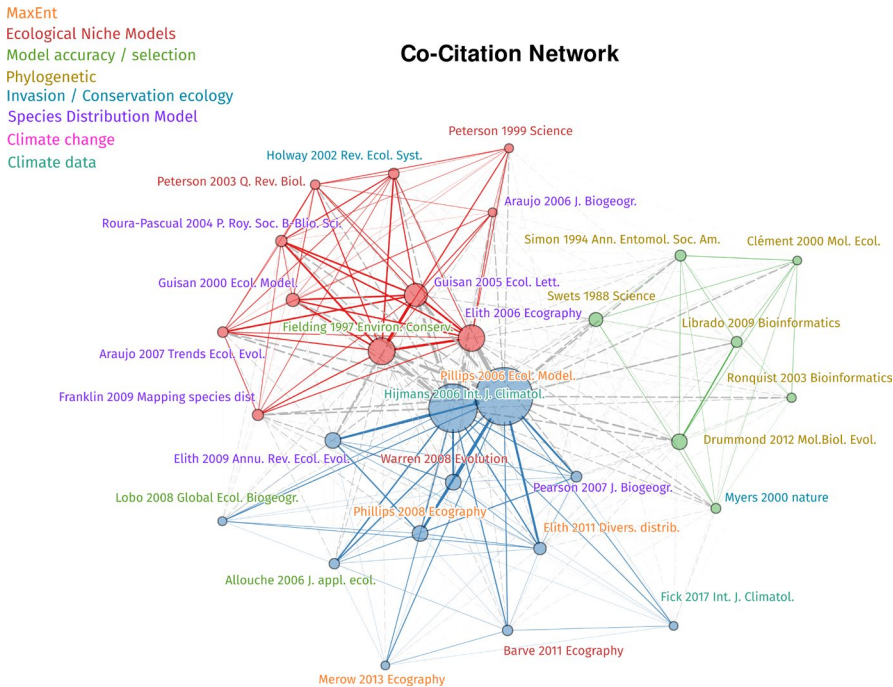 MaxEnt
Ecological Niche Models
Model accuracy / selection
Phylogenetic
Invasion / Conservation ecology
Species Distribution Model
Climate change
Climate data
Co-Citation Network
Peterson 1999 Science
Holway 2002 Rev. Ecol. Syst.
Peterson 2003 Q. Rev. Biol.
Araujo 2006 J. Biogeogr.
Roura-Pascual 2004 P. Roy. Soc. B-Blio. Sci.
Simon 1994 Ann. Entomol. Soc. Am.
Clément 2000 Mol. Ecol.
Guisan 2000 Ecol. Model.
Guisan 2005 Ecol. Lett.
Swets 1988 Science
Elith 2006 Ecography
Fielding 1997 Environ. Conserv.
Librado 2009 Bioinformatics
Araujo 2007 Trends Ecol. Evol.
Pillips 2006 Ecol. Model.
Ronquist 2003 Bioinformatics
Hijmans 2006 Int. J. Climatol.
Franklin 2009 Mapping species dist
Drummond 2012 Mol.Biol. Evol.
Elith 2009 Annu. Rev. Ecol. Evol.
Warren 2008 Evolution
Pearson 2007 J. Biogeogr.
Lobo 2008 Global Ecol. Biogeogr.
Myers 2000 nature
Phillips 2008 Ecography
Elith 2011 Divers. distrib.
Allouche 2006 J. appl. ecol.
Fick 2017 Int. J. Climatol.
Barve 2011 Ecography
Merow 2013 Ecography